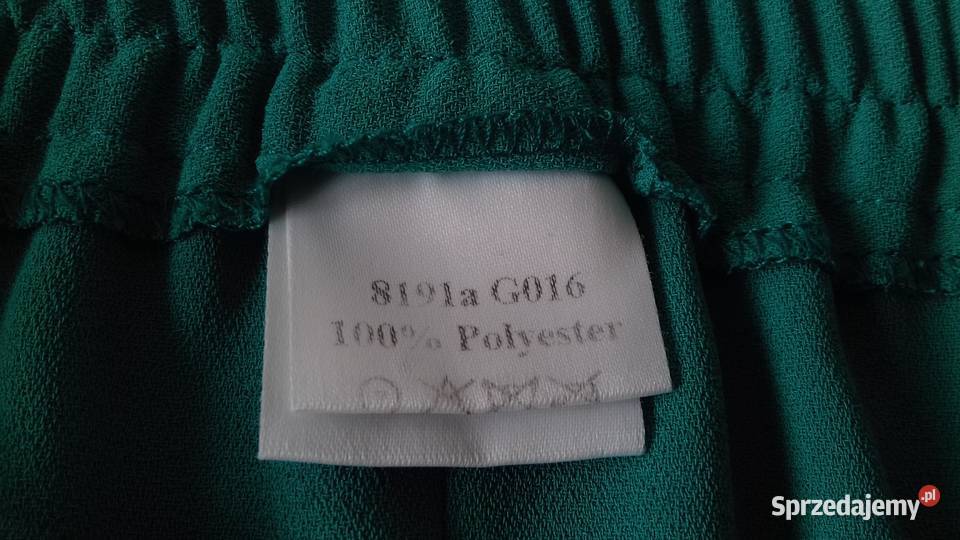 8191a G016
100% Polyester
Sprzedajemy.pl